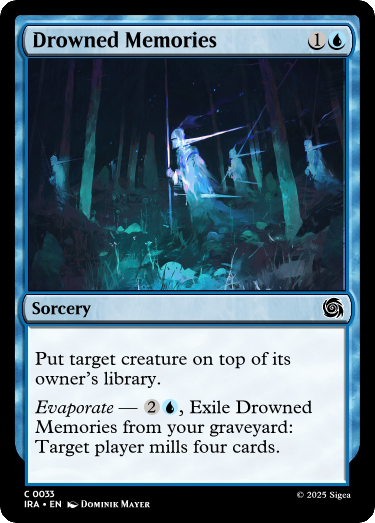 Drowned Memories 1
Sorcery
Put target creature on top of its
owner's library.
Evaporate — 2, Exile Drowned
Memories from your graveyard:
Target player mills four cards.
C 0033
IRA • EN Dominik Mayer
© 2025 Sigea